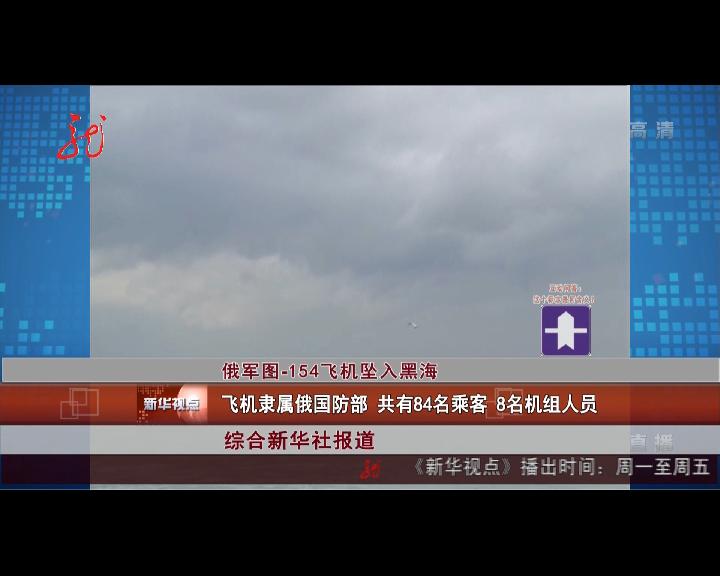 高清
俄军图-154飞机坠入黑海
新华视点
飞机隶属俄国防部 共有84名乘客 8名机组人员
综合新华社报道
直播
《新华视点》播出时间：周一至周五